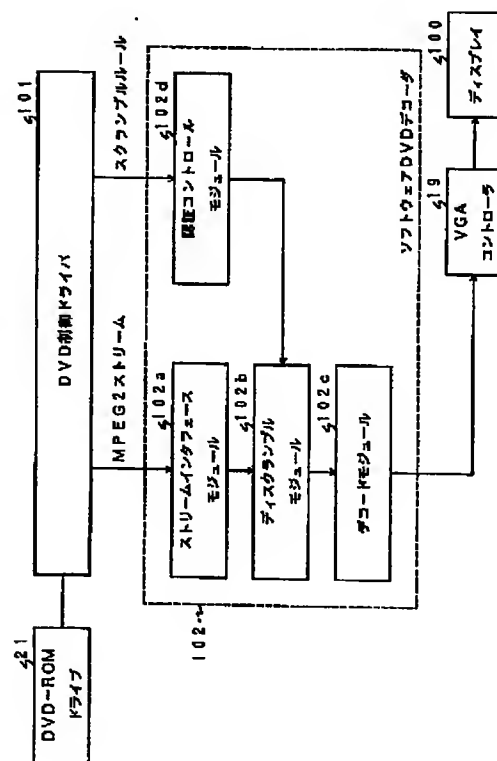 DVD-ROM
ドライブ
21
DVD制御ドライバ
101
MPEG2ストリーム
スクランブルルール
ストリームインタフェース
モジュール
102a
認証コントロール
モジュール
102d
ディスクランブル
モジュール
102b
デコードモジュール
102c
102
ソフトウェアDVDデコーダ
VGA
コントローラ
19
ディスプレイ
100